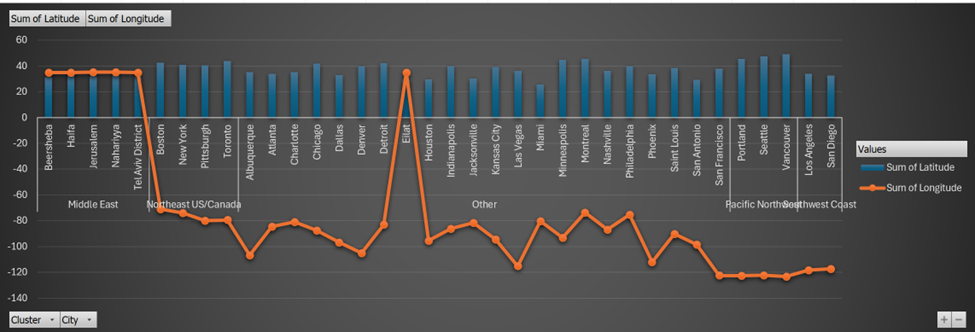 Sum of Latitude Sum of Longitude
60
40
20
0
-20
-40
-60
-80
-100
-120
-140
Beersheba
Haifa
Jerusalem
Nahariyya
Tel Aviv District
Boston
New York
Pittsburgh
Toronto
Albuquerque
Atlanta
Charlotte
Chicago
Dallas
Denver
Detroit
Eilat
Houston
Indianapolis
Jacksonville
Kansas City
Las Vegas
Miami
Minneapolis
Montreal
Nashville
Philadelphia
Phoenix
Saint Louis
San Antonio
San Francisco
Portland
Seattle
Vancouver
Los Angeles
San Diego
Middle East
Northeast US/Canada
Other
Pacific Northwest
Southwest Coast
Values
Sum of Latitude
Sum of Longitude
Cluster City
+ −